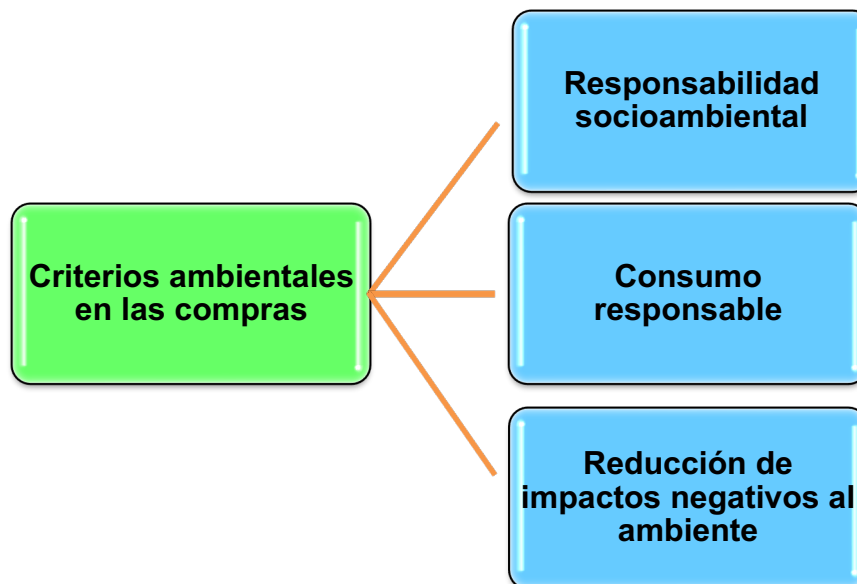 Responsabilidad
socioambiental
Criterios ambientales
en las compras
Consumo
responsable
Reducción de
impactos negativos al
ambiente